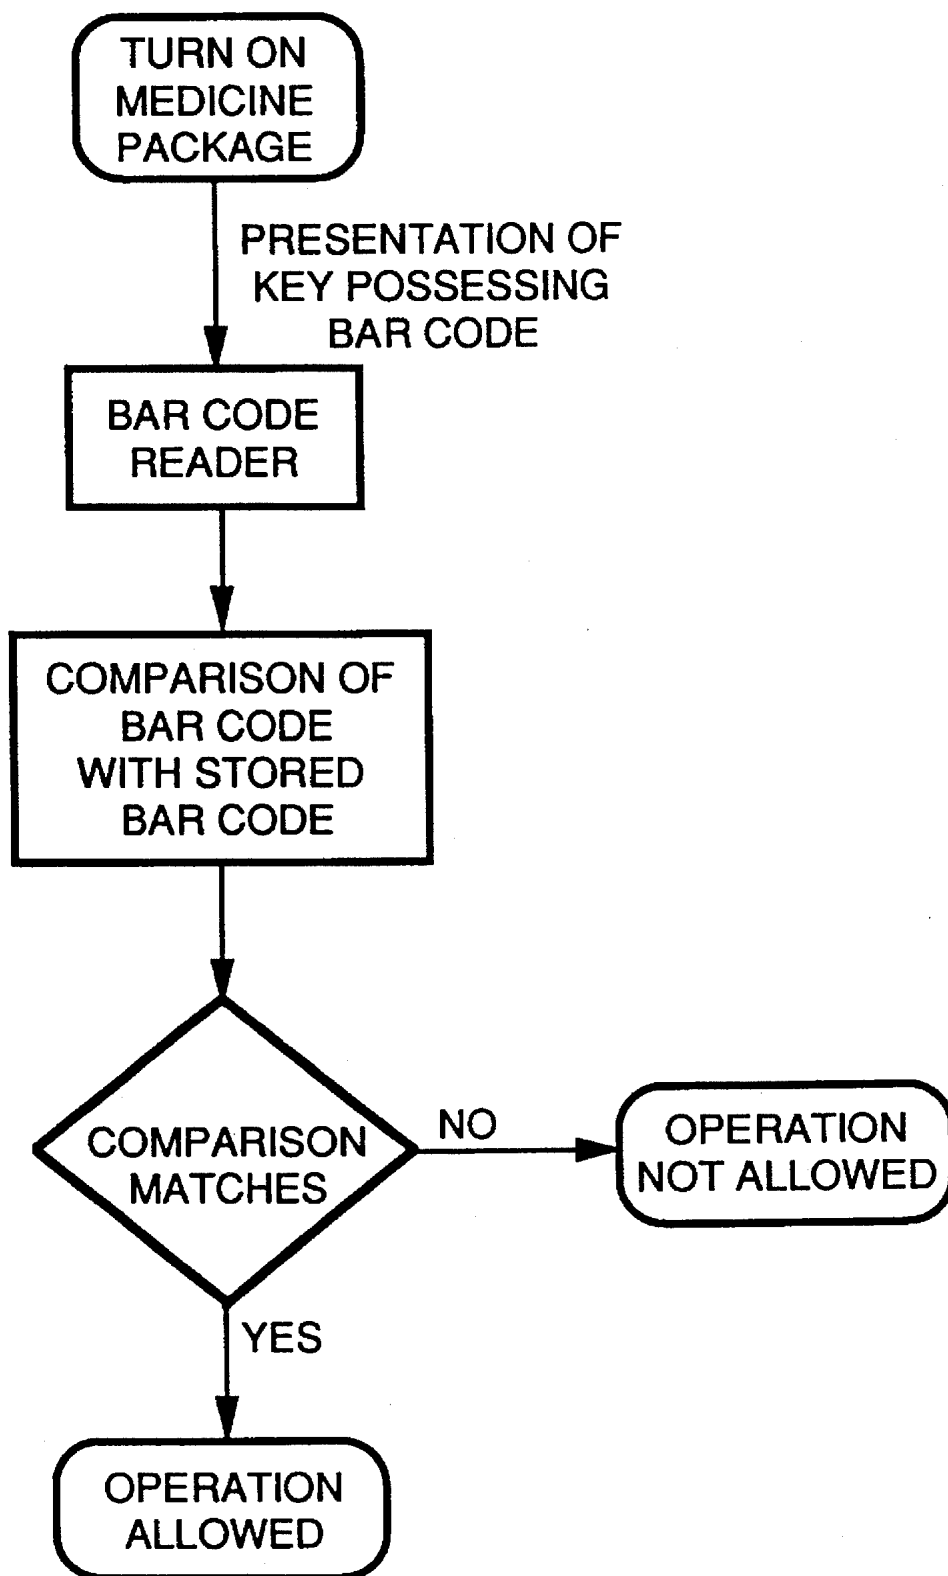 TURN ON
MEDICINE
PACKAGE
PRESENTATION OF
KEY POSSESSING
BAR CODE
BAR CODE
READER
COMPARISON OF
BAR CODE
WITH STORED
BAR CODE
COMPARISON
MATCHES
NO
OPERATION
NOT ALLOWED
YES
OPERATION
ALLOWED